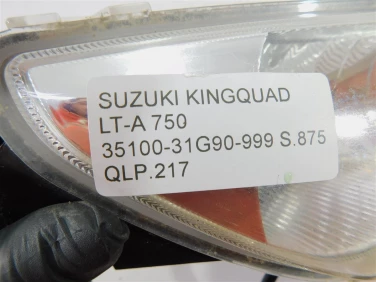 SUZUKI KINGQUAD
LT-A 750
35100-31G90-999 S.875
QLP.217